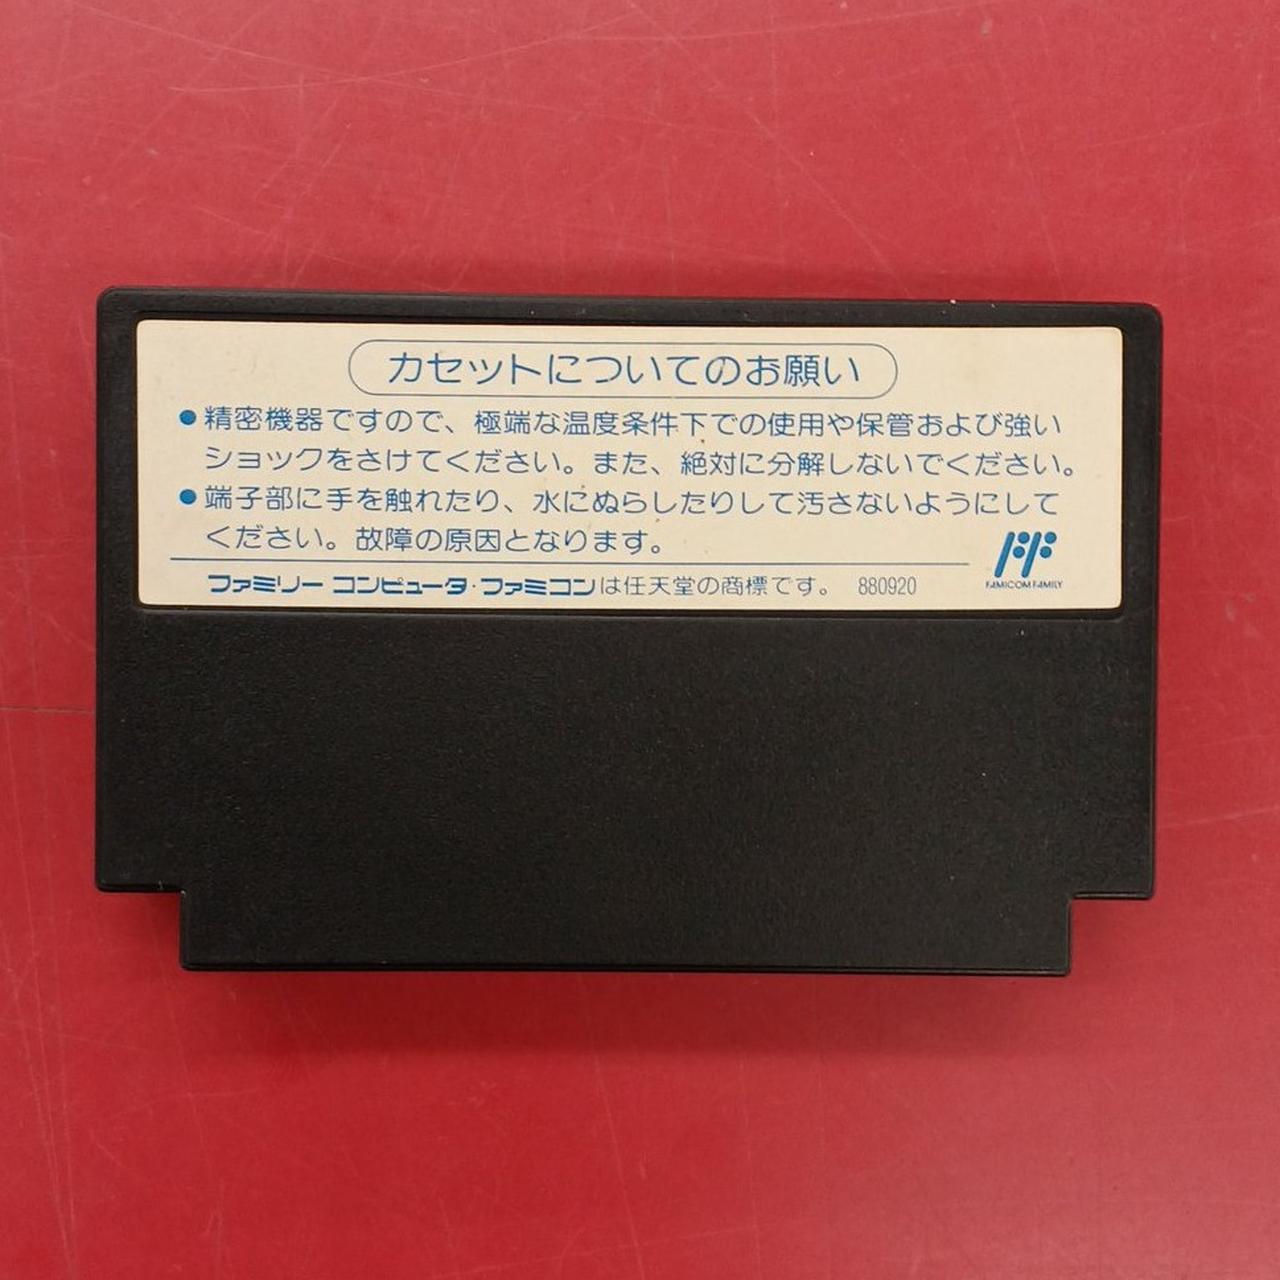 カセットについてのお願い
●精密機器ですので、極端な温度条件下での使用や保管および強い
ショックをさけてください。また、絶対に分解しないでください。
●端子部に手を触れたり、水にぬらしたりして汚さないようにして
ください。故障の原因となります。
FAMICOM FAMILY
ファミリー コンピュータ・ファミコンは任天堂の商標です。 880920